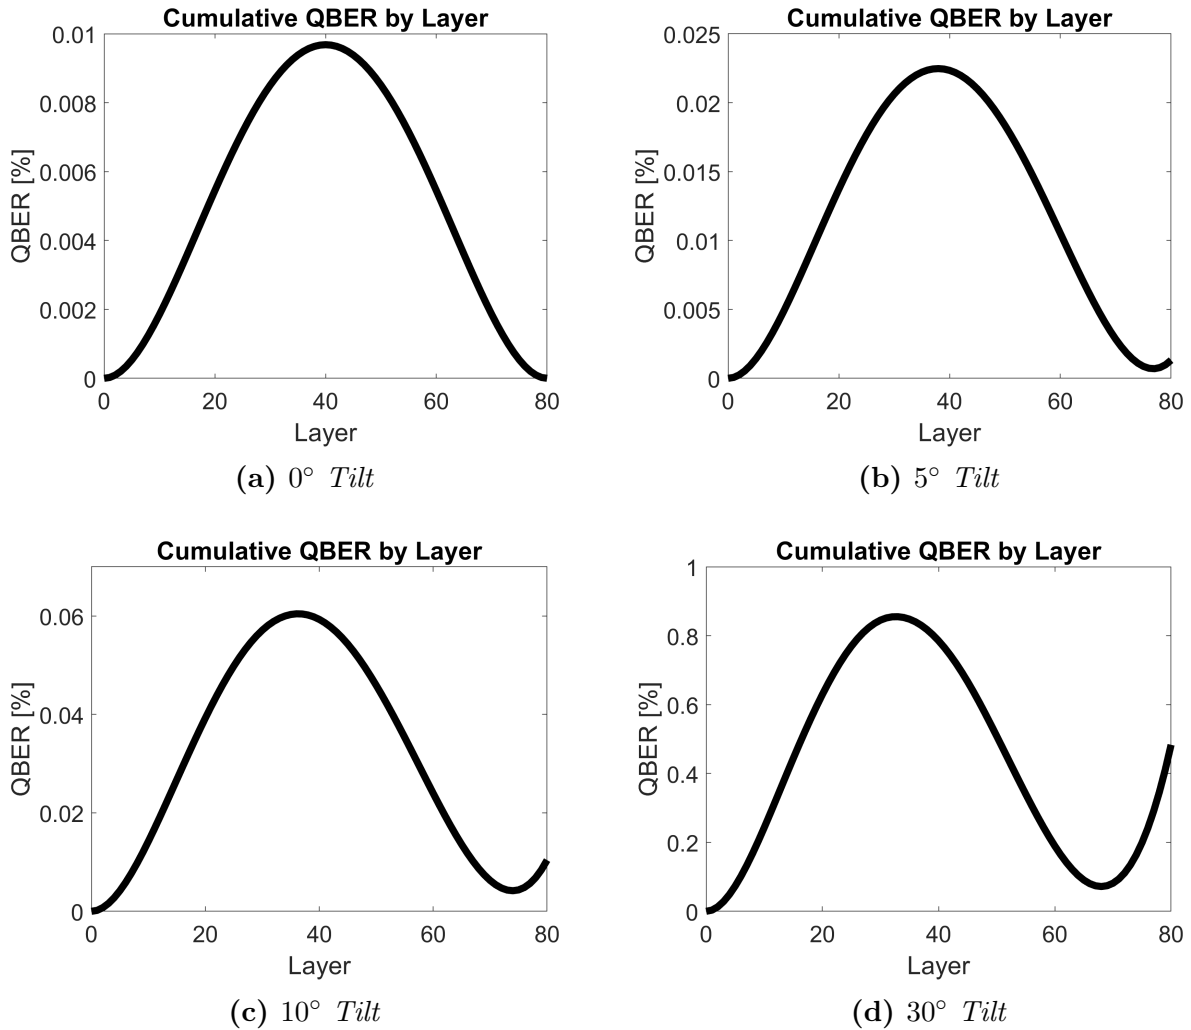 Cumulative QBER by Layer
QBER [%]
0.01
0.008
0.006
0.004
0.002
0
0 20 40 60 80
Layer
(a) 0° Tilt
Cumulative QBER by Layer
QBER [%]
0.025
0.02
0.015
0.01
0.005
0
0 20 40 60 80
Layer
(b) 5° Tilt
Cumulative QBER by Layer
QBER [%]
0.06
0.04
0.02
0
0 20 40 60 80
Layer
(c) 10° Tilt
Cumulative QBER by Layer
QBER [%]
1
0.8
0.6
0.4
0.2
0
0 20 40 60 80
Layer
(d) 30° Tilt